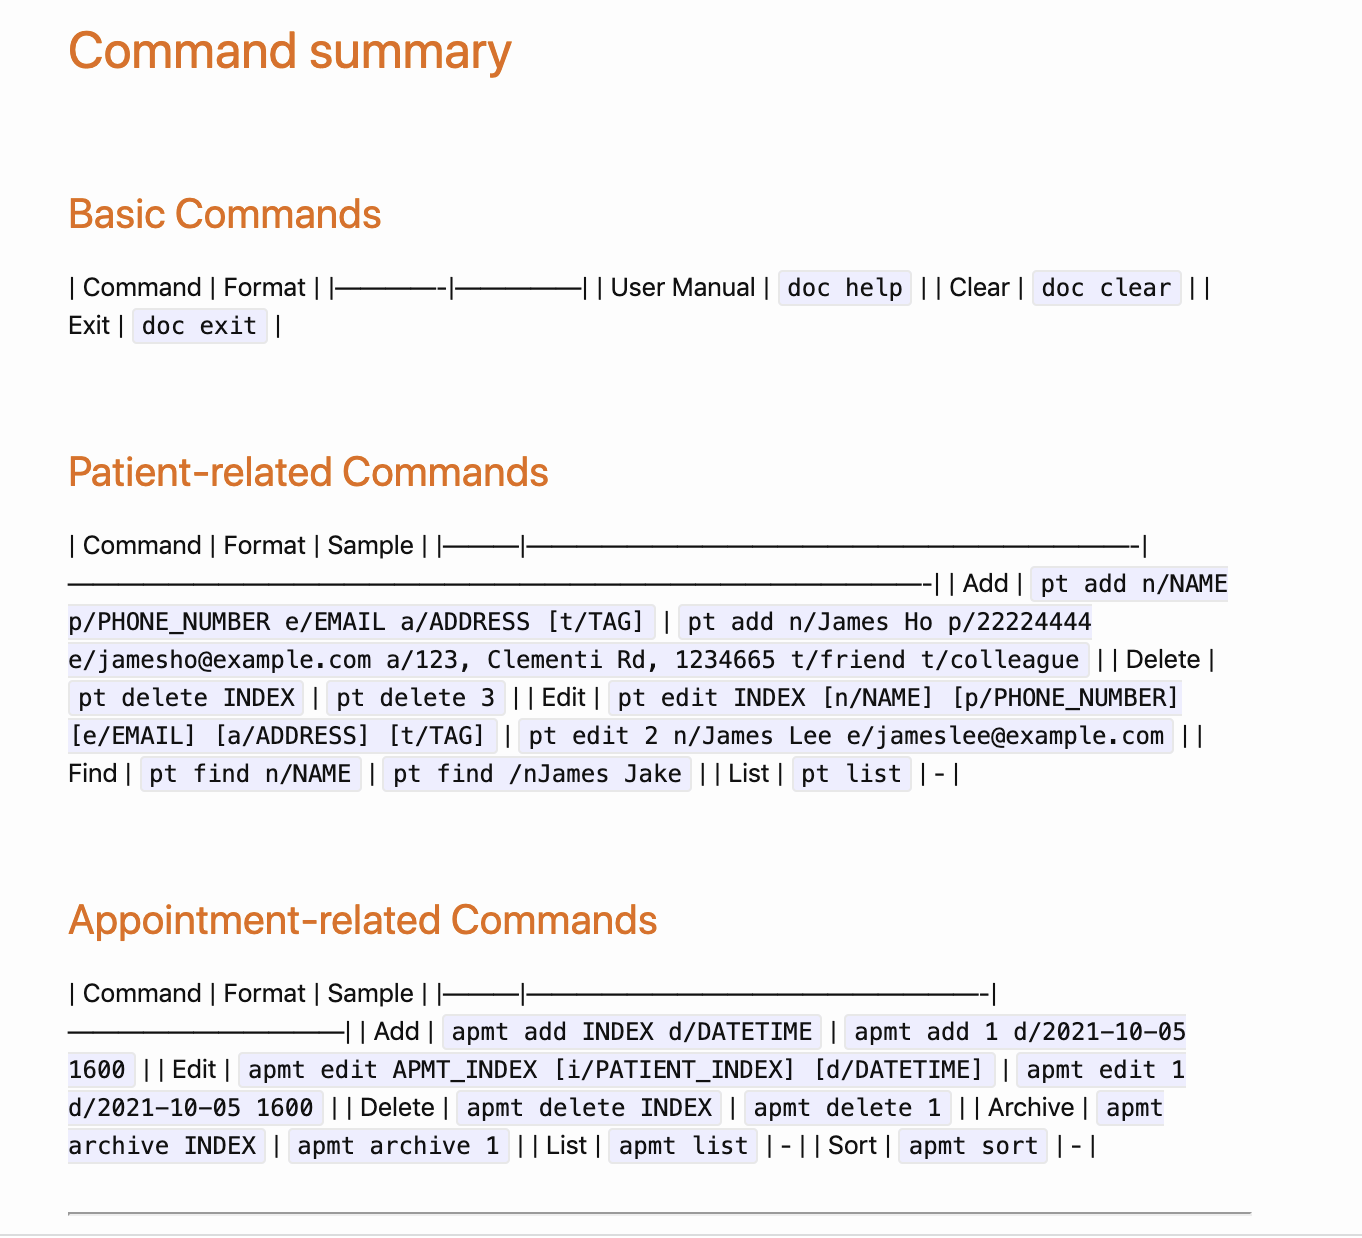 Command summary
Basic Commands
| Command | Format | |————-|—————| | User Manual | doc help | | Clear | doc clear | |
Exit | doc exit |
Patient-related Commands
| Command | Format | Sample | |———|————————————————————————-|
——————————————————————————————————-| | Add | pt add n/NAME
p/PHONE_NUMBER e/EMAIL a/ADDRESS [t/TAG] | pt add n/James Ho p/22224444
e/jamesho@example.com a/123, Clementi Rd, 1234665 t/friend t/colleague | | Delete |
pt delete INDEX | pt delete 3 | | Edit | pt edit INDEX [n/NAME] [p/PHONE_NUMBER]
[e/EMAIL] [a/ADDRESS] [t/TAG] | pt edit 2 n/James Lee e/jameslee@example.com | |
Find | pt find n/NAME | pt find /nJames Jake | | List | pt list | - |
Appointment-related Commands
| Command | Format | Sample | |———|——————————————————-|
—————————————————| | Add | apmt add INDEX d/DATETIME | apmt add 1 d/2021-10-05
1600 | | Edit | apmt edit APMT_INDEX [i/PATIENT_INDEX] [d/DATETIME] | apmt edit 1
d/2021-10-05 1600 | | Delete | apmt delete INDEX | apmt delete 1 | | Archive | apmt
archive INDEX | apmt archive 1 | | List | apmt list | - | | Sort | apmt sort | - |